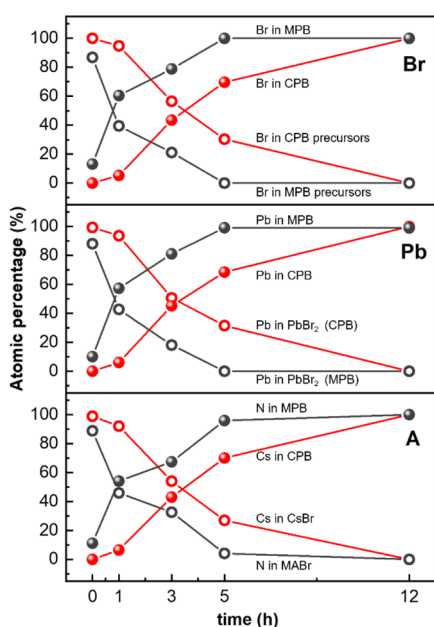 Atomic percentage (%)
100
80
60
40
20
0
Br in MPB
Br
Br in CPB
Br in CPB precursors
Br in MPB precursors
100
80
60
40
20
0
Pb in MPB
Pb
Pb in CPB
Pb in PbBr₂ (CPB)
Pb in PbBr₂ (MPB)
100
80
60
40
20
0
N in MPB
A
Cs in CPB
Cs in CsBr
N in MABr
0 1 3 5 12
time (h)